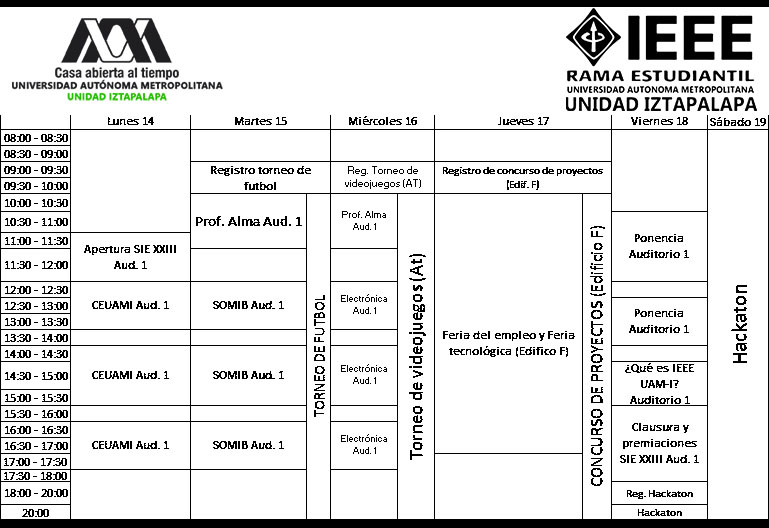 Casa abierta al tiempo
UNIVERSIDAD AUTÓNOMA METROPOLITANA
UNIDAD IZTAPALAPA
IEEE
RAMA ESTUDIANTIL
UNIVERSIDAD AUTÓNOMA METROPOLITANA
UNIDAD IZTAPALAPA
Lunes 14 Martes 15 Miércoles 16 Jueves 17 Viernes 18 Sábado 19
08:00 - 08:30
08:30 - 09:00
09:00 - 09:30
09:30 - 10:00
10:00 - 10:30
10:30 - 11:00
11:00 - 11:30
11:30 - 12:00
12:00 - 12:30
12:30 - 13:00
13:00 - 13:30
13:30 - 14:00
14:00 - 14:30
14:30 - 15:00
15:00 - 15:30
15:30 - 16:00
16:00 - 16:30
16:30 - 17:00
17:00 - 17:30
17:30 - 18:00
18:00 - 20:00
20:00
Apertura SIE XXIII
Aud. 1
CEUAMI Aud. 1
CEUAMI Aud. 1
CEUAMI Aud. 1
Registro torneo de
futbol
Prof. Alma Aud. 1
SOMIB Aud. 1
SOMIB Aud. 1
SOMIB Aud. 1
TORNEO DE FUTBOL
Reg. Torneo de
videojuegos (AT)
Prof. Alma
Aud.1
Electrónica
Aud.1
Electrónica
Aud.1
Electrónica
Aud.1
Torneo de videojuegos (At)
Registro de concurso de proyectos
(Edif. F)
Feria del empleo y Feria
tecnológica (Edifico F)
CONCURSO DE PROYECTOS (Edificio F)
Ponencia
Auditorio 1
Ponencia
Auditorio 1
¿Qué es IEEE
UAM-I?
Auditorio 1
Clausura y
premiaciones
SIE XXIII Aud. 1
Reg. Hackaton
Hackaton
Hackaton